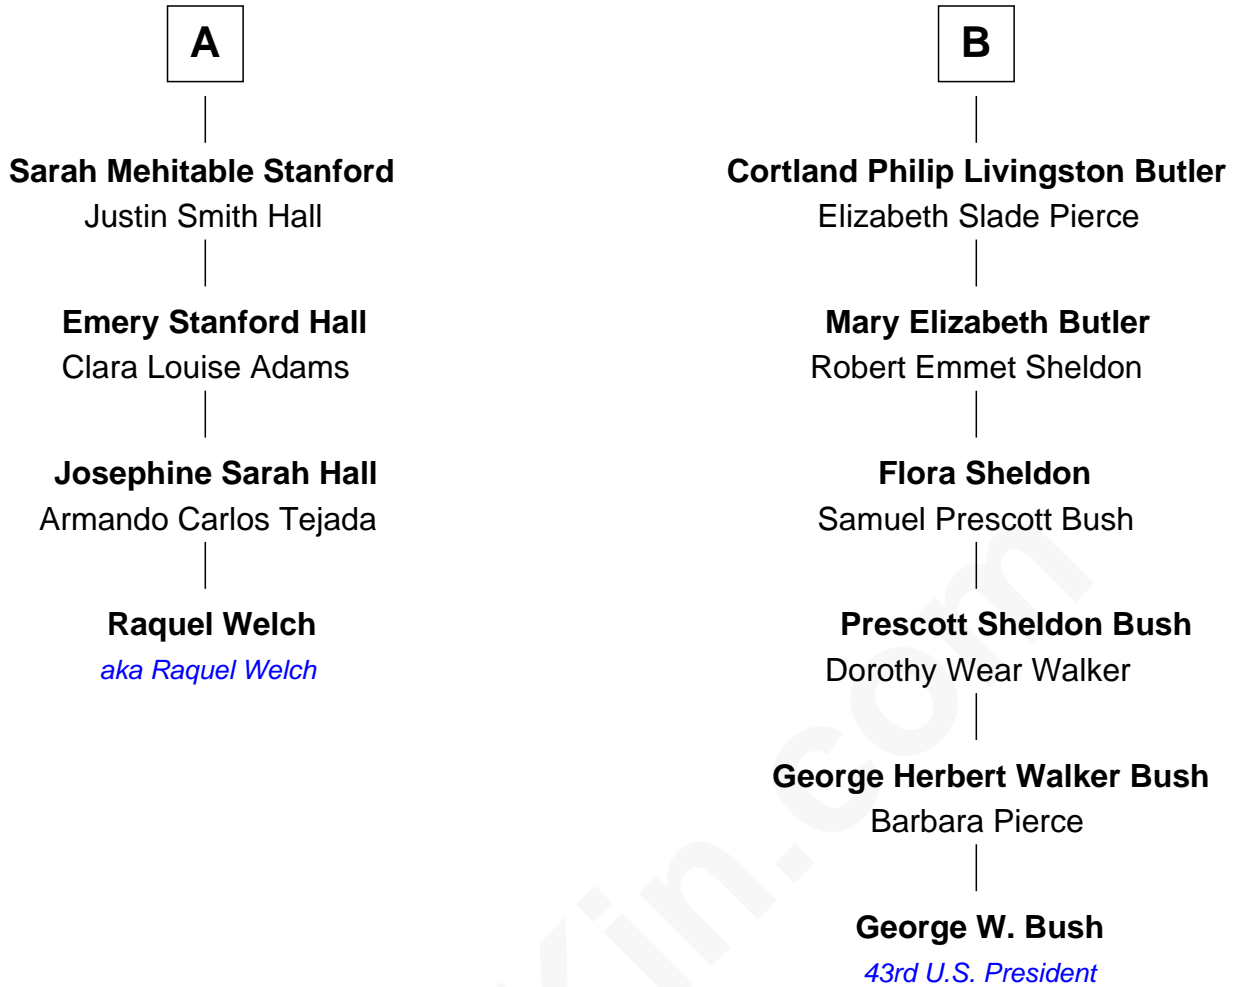 A
Sarah Mehitable Stanford
Justin Smith Hall
Emery Stanford Hall
Clara Louise Adams
Josephine Sarah Hall
Armando Carlos Tejada
Raquel Welch
aka Raquel Welch
B
Cortland Philip Livingston Butler
Elizabeth Slade Pierce
Mary Elizabeth Butler
Robert Emmet Sheldon
Flora Sheldon
Samuel Prescott Bush
Prescott Sheldon Bush
Dorothy Wear Walker
George Herbert Walker Bush
Barbara Pierce
George W. Bush
43rd U.S. President
Kin.com